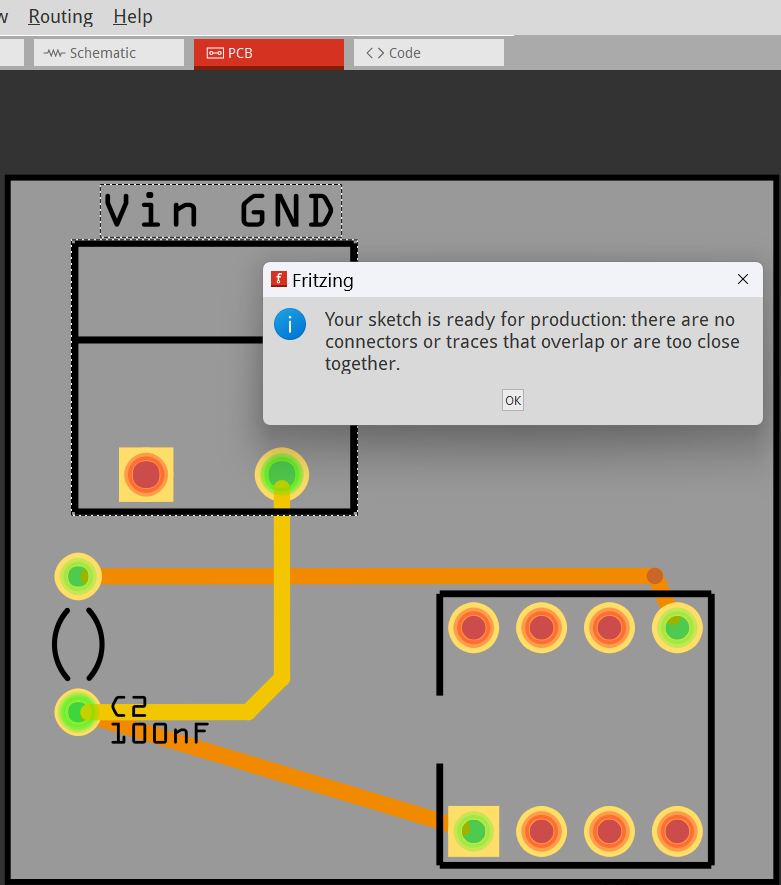 Routing Help
Schematic PCB Code
Vin GND
Fritzing
Your sketch is ready for production: there are no
connectors or traces that overlap or are too close
together.
OK
C2
100nF